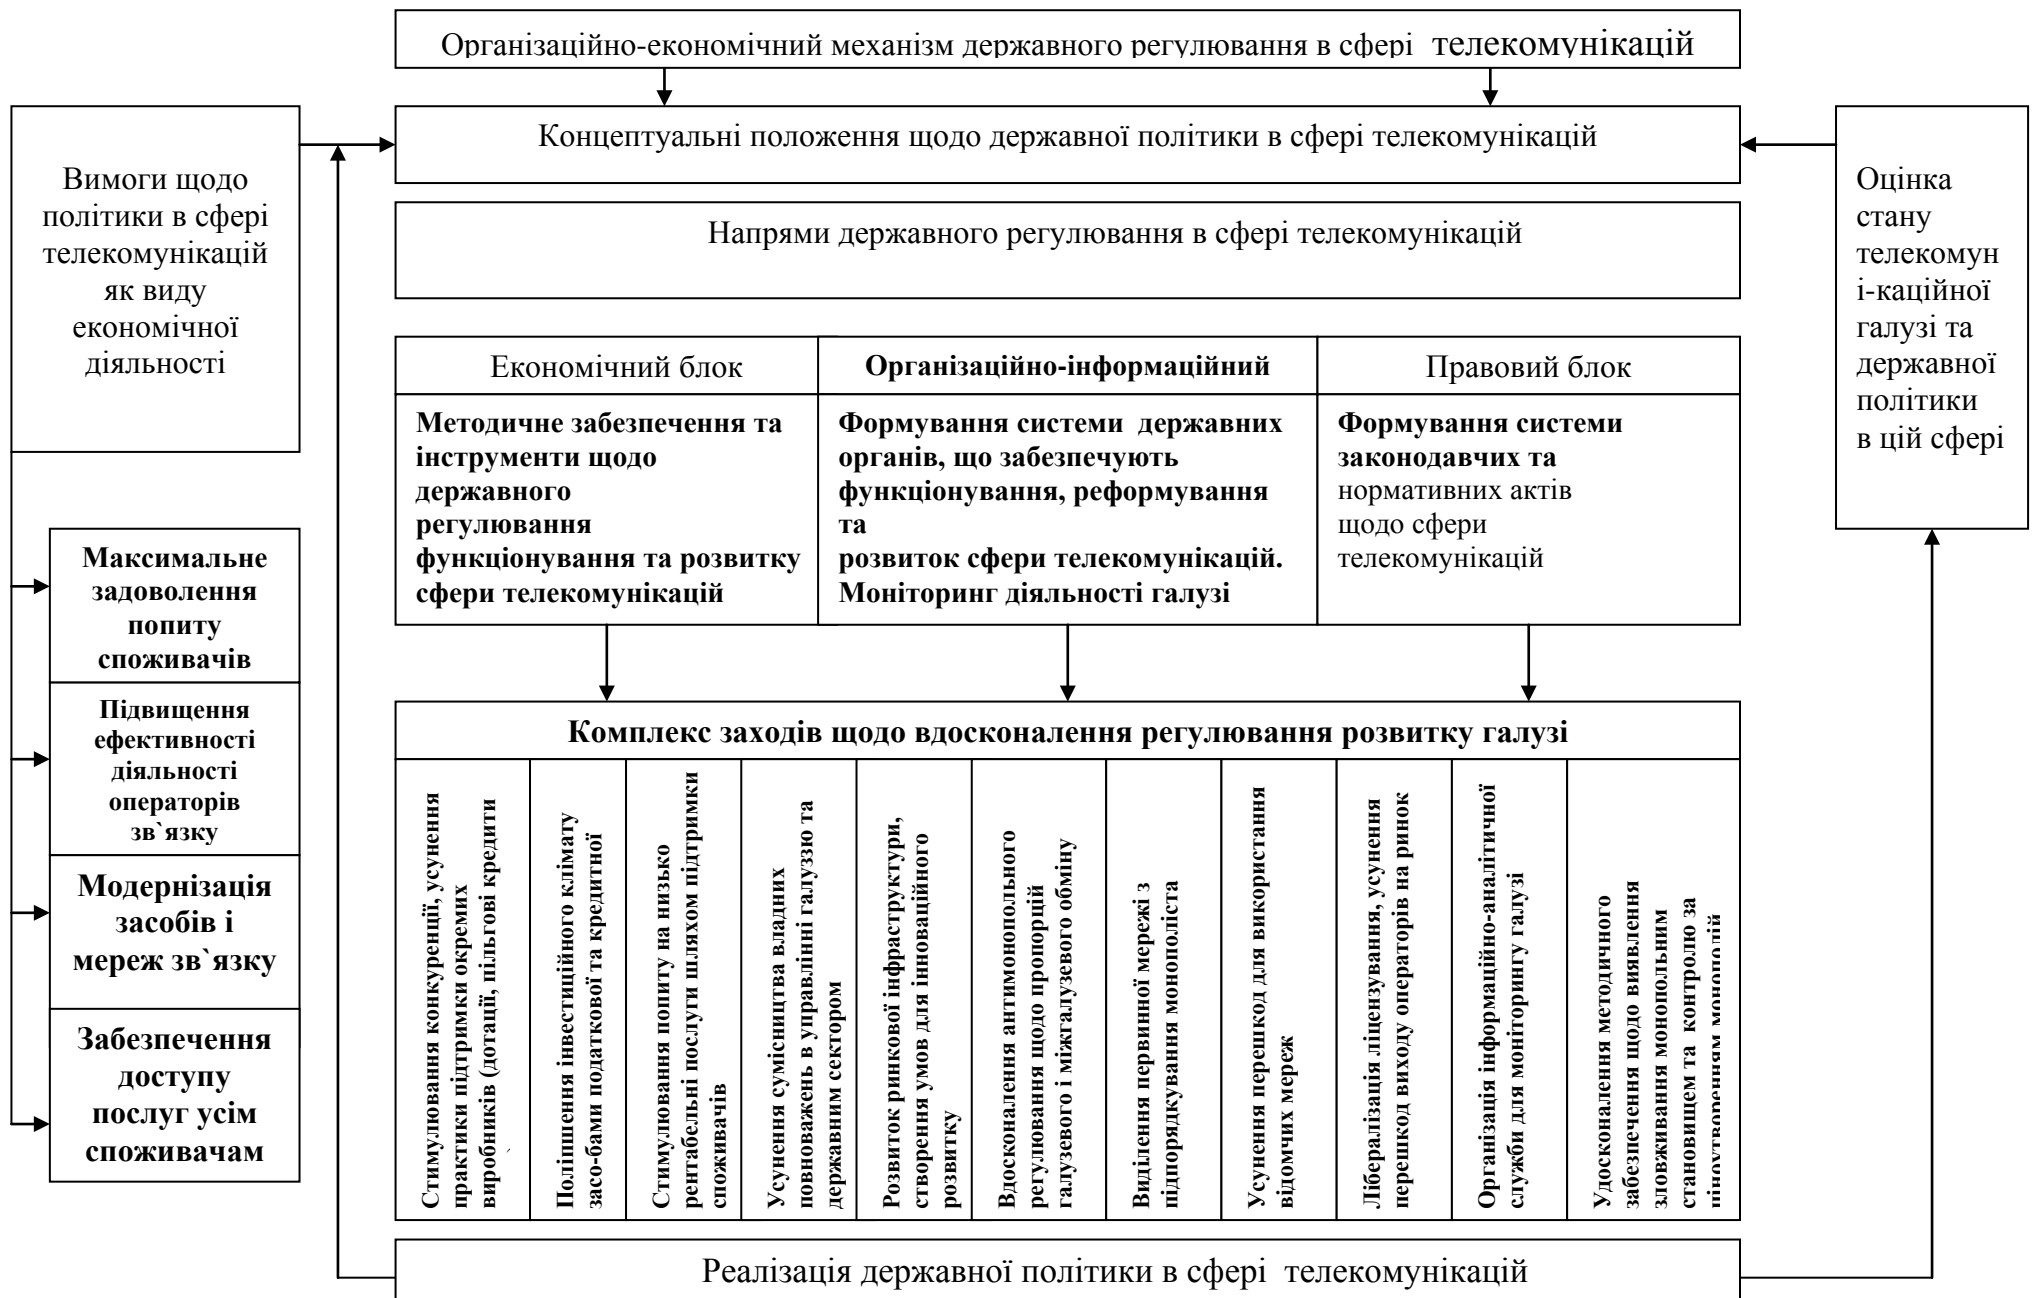 Організаційно-економічний механізм державного регулювання в сфері телекомунікацій
Концептуальні положення щодо державної політики в сфері телекомунікацій
Вимоги щодо
політики в сфері
телекомунікацій
як виду
економічної
діяльності
Оцінка
стану
телекомун
і-каційної
галузі та
державної
політики
в цій сфері
Напрями державного регулювання в сфері телекомунікацій
Економічний блок
Організаційно-інформаційний
Правовий блок
Методичне забезпечення та
інструменти щодо
державного
регулювання
функціонування та розвитку
сфери телекомунікацій
Формування системи державних
органів, що забезпечують
функціонування, реформування
та
розвиток сфери телекомунікацій.
Моніторинг діяльності галузі
Формування системи
законодавчих та
нормативних актів
щодо сфери
телекомунікацій
Максимальне
задоволення
попиту
споживачів
Підвищення
ефективності
діяльності
операторів
зв`язку
Модернізація
засобів і
мереж зв`язку
Забезпечення
доступу
послуг усім
споживачам
Комплекс заходів щодо вдосконалення регулювання розвитку галузі
Стимулювання конкуренції, усунення
практики підтримки окремих
виробників (дотації, пільгові кредити
Поліпшення інвестиційного клімату
засо-бами податкової та кредитної
Стимулювання попиту на низько
рентабельні послуги шляхом підтримки
споживачів
Усунення сумісництва владних
повноважень в управлінні галуззю та
державним сектором
Розвиток ринкової інфраструктури,
створення умов для інноваційного
розвитку
Вдосконалення антимонопольного
регулювання щодо пропорцій
галузевого і міжгалузевого обміну
Виділення первинної мережі з
підпорядкування монополіста
Усунення перешкод для використання
відомчих мереж
Лібералізація ліцензування, усунення
перешкод виходу операторів на ринок
Організація інформаційно-аналітичної
служби для моніторингу галузі
Удосконалення методичного
забезпечення щодо виявлення
зловживання монопольним
становищем та контролю за
ціноутворенням монополій
Реалізація державної політики в сфері телекомунікацій